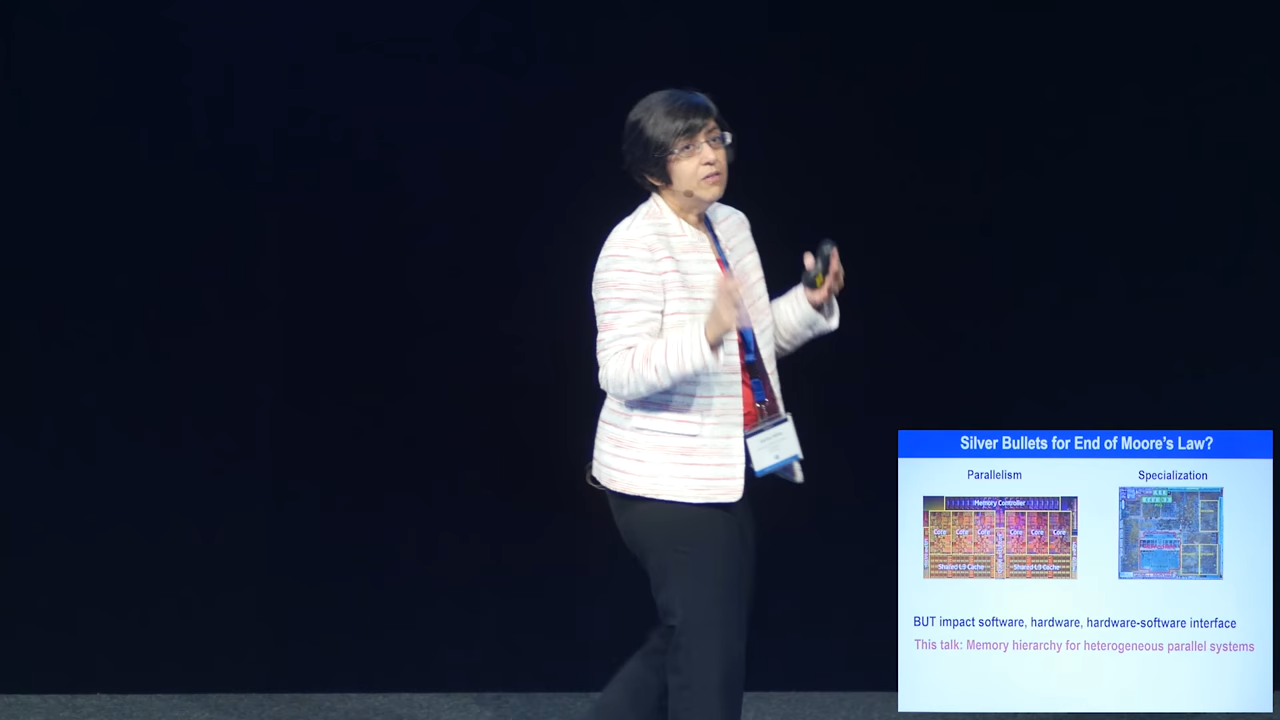 Silver Bullets for End of Moore's Law?
Parallelism
Specialization
Memory Controller
Core Core Core Core Core Core
Shared L3 Cache Shared L3 Cache
BUT impact software, hardware, hardware-software interface
This talk: Memory hierarchy for heterogeneous parallel systems